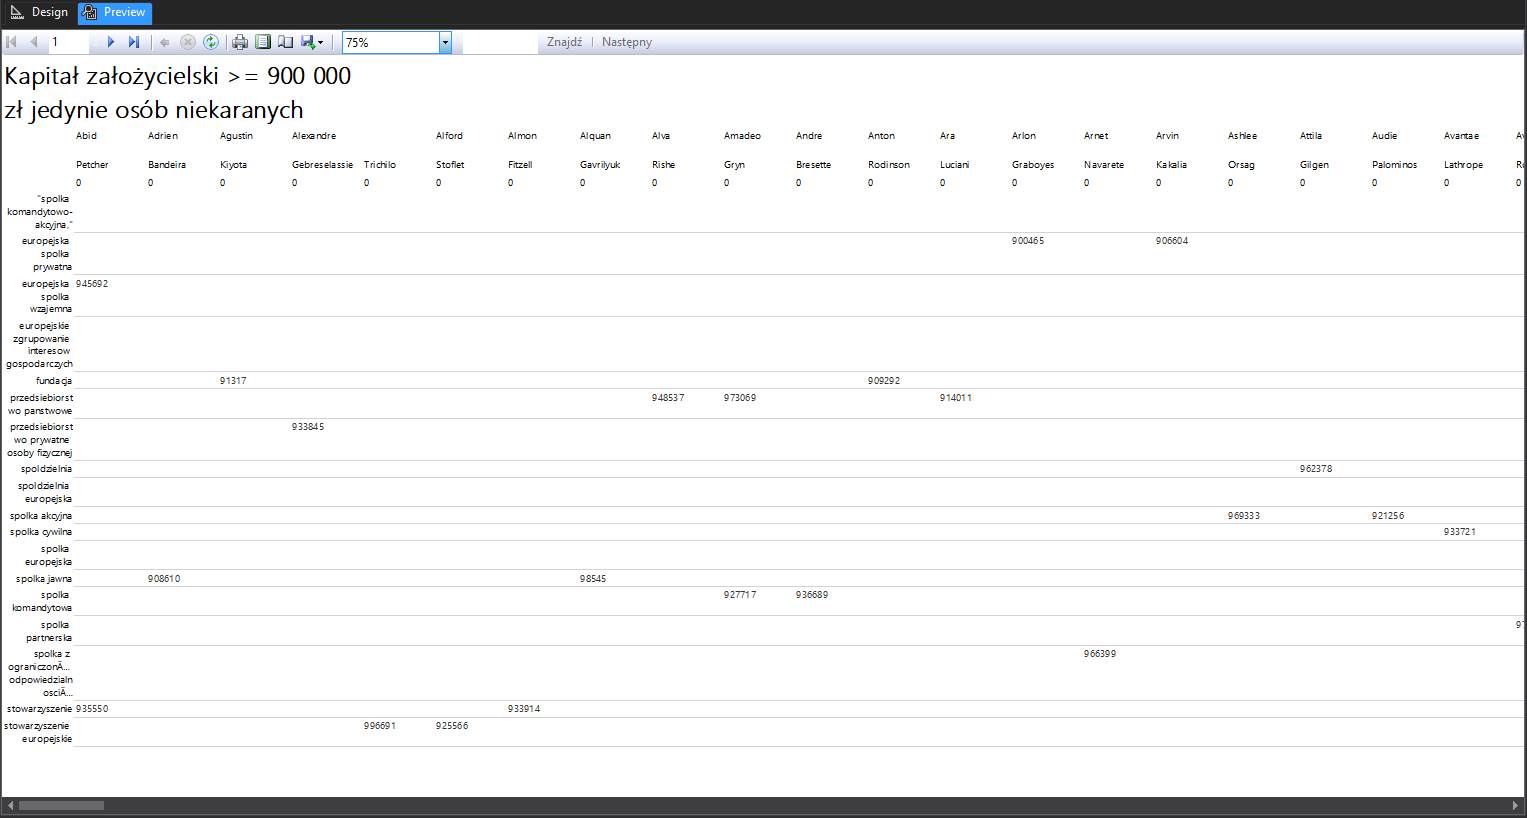 Design Preview
1 75% Znajdź | Następny
Kapitał założycielski >= 900 000
zł jedynie osób niekaranych
Abid Adrien Agustin Alexandre Alford Almon Alquan Alva Amadeo Andre Anton Ara Arlon Arnet Arvin Ashlee Attila Audie Avantae
Petcher Bandeira Kiyota Gebreselassie Trichilo Stoflet Fitzell Gavrilyuk Rishe Gryn Bresette Rodinson Luciani Graboyes Navarete Kakalia Orsag Gilgen Palominos Lathrope
0 0 0 0 0 0 0 0 0 0 0 0 0 0 0 0 0 0 0 0 0
"spolka
komandytowo-
akcyjna,"
europejska 900465 906604
spolka
prywatna
europejska 945692
spolka
wzajemna
europejskie
zgrupowanie
interesow
gospodarczych
fundacja 91317 909292
przedsiebiorst 948537 973069 914011
wo panstwowe
przedsiebiorst 933845
wo prywatne
osoby fizycznej
spoldzielnia 962378
spoldzielnia
europejska
spolka akcyjna 969333 921256
spolka cywilna 933721
spolka
europejska
spolka jawna 908610 98545
spolka 927717 936689
komandytowa
spolka
partnerska
spolka z 966399
ograniczonÄ...
odpowiedzialn
osciÄ...
stowarzyszenie 935550 933914
stowarzyszenie 996691 925566
europejskie